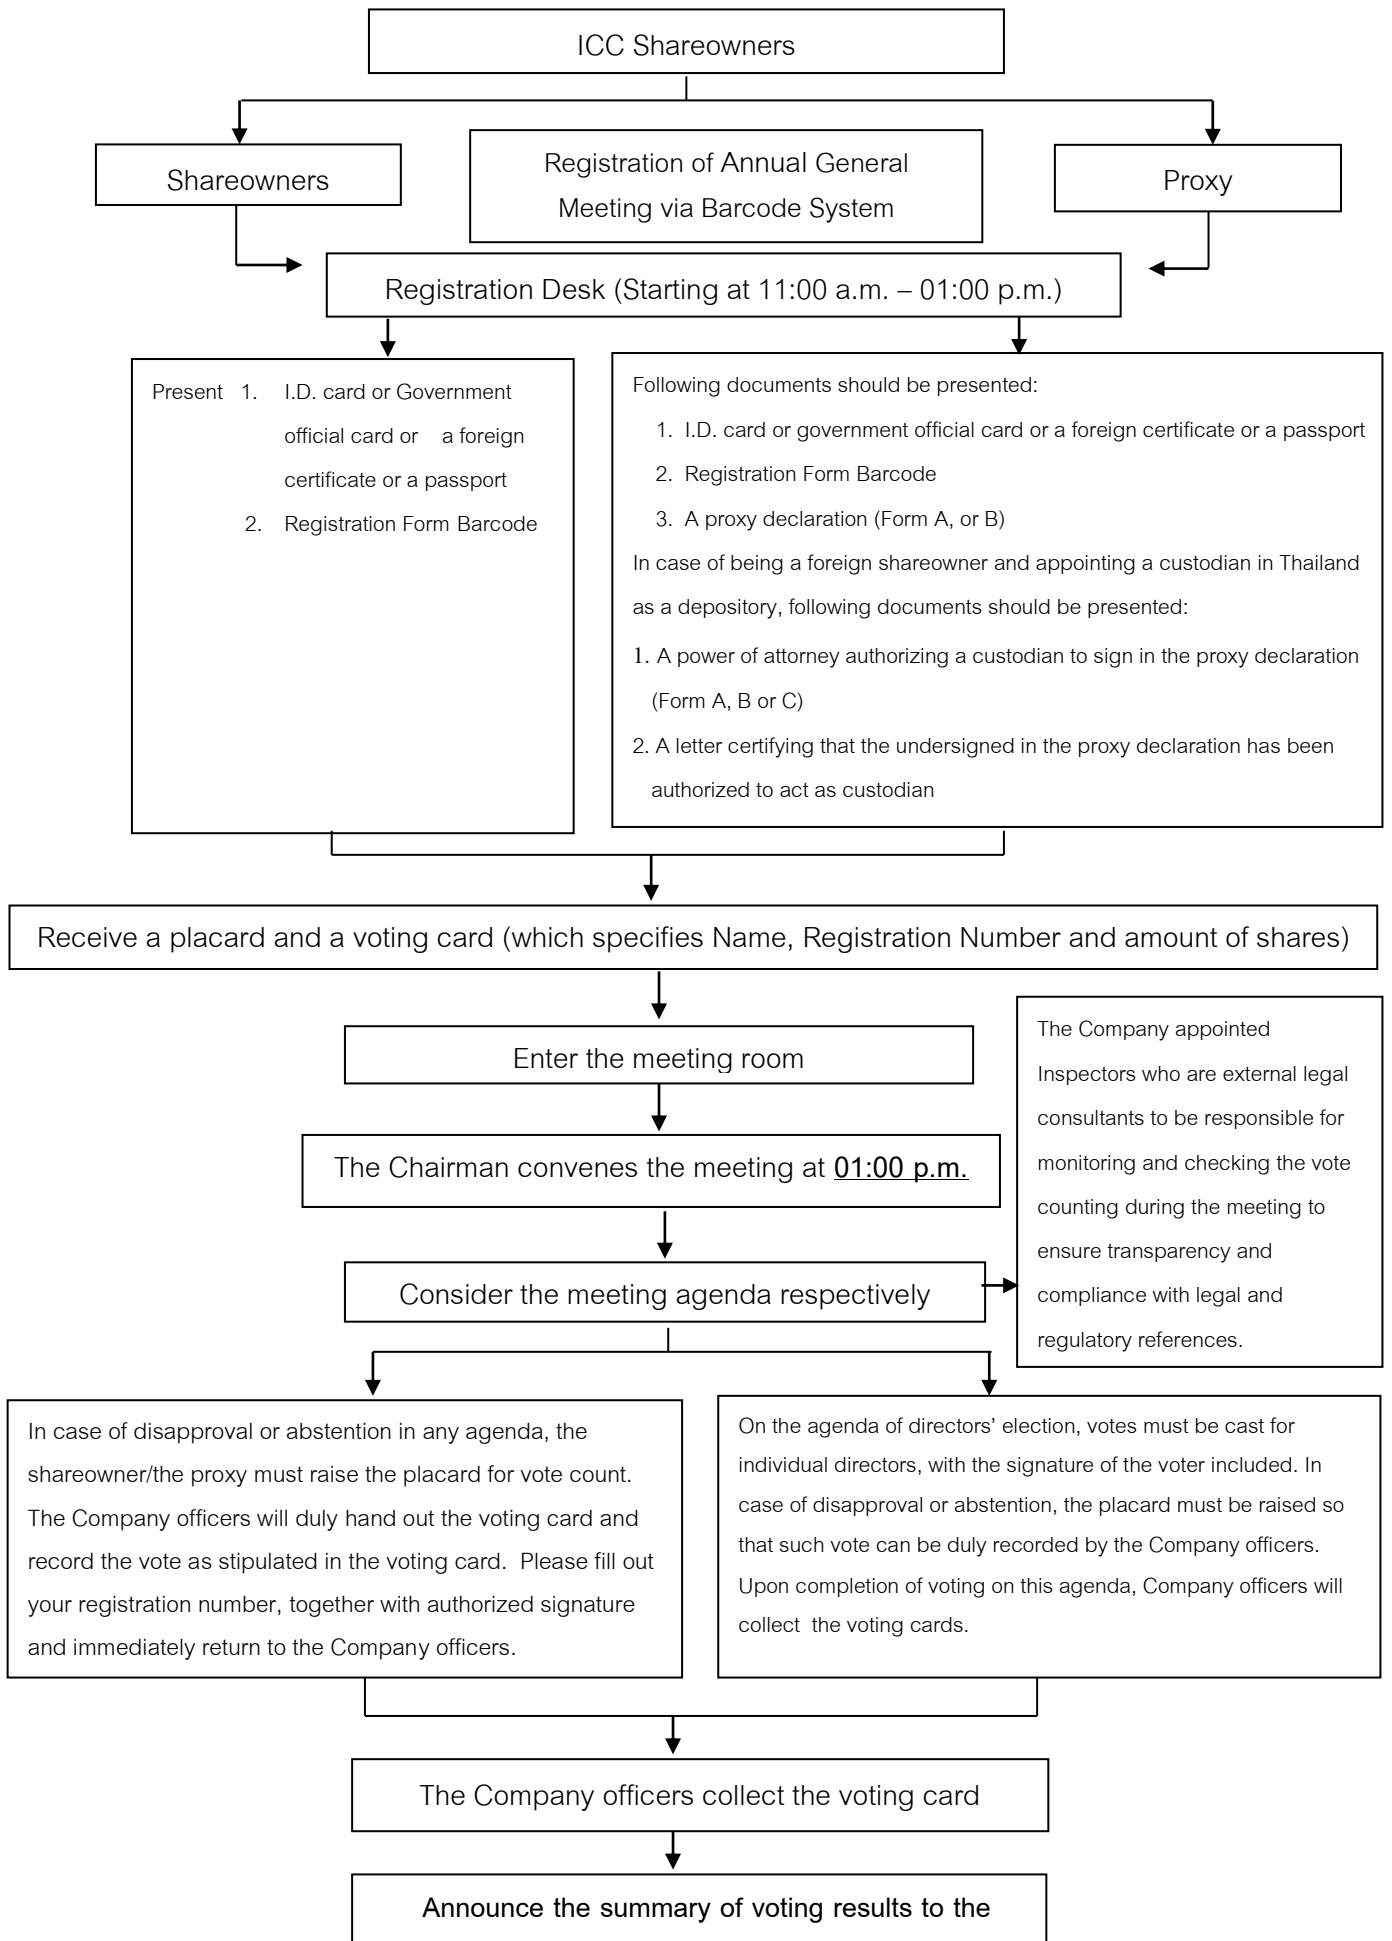 ICC Shareowners
Shareowners
Registration of Annual General
Meeting via Barcode System
Proxy
Registration Desk (Starting at 11:00 a.m. – 01:00 p.m.)
Present 1. I.D. card or Government
official card or a foreign
certificate or a passport
2. Registration Form Barcode
Following documents should be presented:
1. I.D. card or government official card or a foreign certificate or a passport
2. Registration Form Barcode
3. A proxy declaration (Form A, or B)
In case of being a foreign shareowner and appointing a custodian in Thailand
as a depository, following documents should be presented:
1. A power of attorney authorizing a custodian to sign in the proxy declaration
(Form A, B or C)
2. A letter certifying that the undersigned in the proxy declaration has been
authorized to act as custodian
Receive a placard and a voting card (which specifies Name, Registration Number and amount of shares)
Enter the meeting room
The Chairman convenes the meeting at 01:00 p.m.
Consider the meeting agenda respectively
The Company appointed
Inspectors who are external legal
consultants to be responsible for
monitoring and checking the vote
counting during the meeting to
ensure transparency and
compliance with legal and
regulatory references.
In case of disapproval or abstention in any agenda, the
shareowner/the proxy must raise the placard for vote count.
The Company officers will duly hand out the voting card and
record the vote as stipulated in the voting card. Please fill out
your registration number, together with authorized signature
and immediately return to the Company officers.
On the agenda of directors' election, votes must be cast for
individual directors, with the signature of the voter included. In
case of disapproval or abstention, the placard must be raised so
that such vote can be duly recorded by the Company officers.
Upon completion of voting on this agenda, Company officers will
collect the voting cards.
The Company officers collect the voting card
Announce the summary of voting results to the